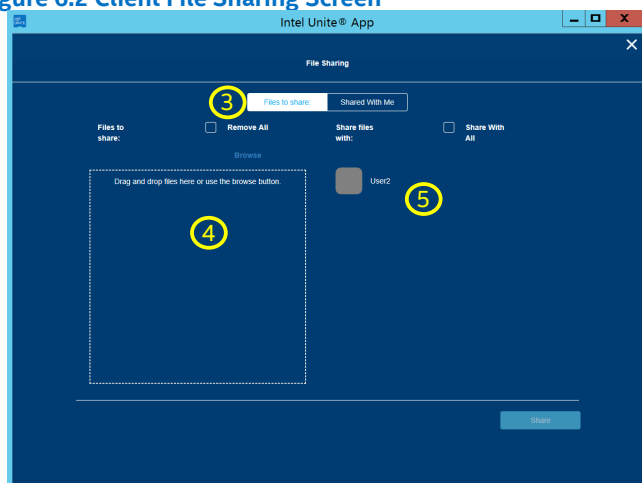 gure 6.2 Client File Sharing Screen
Intel Unite® App
File Sharing
3 Files to share: Shared With Me
Files to share: Remove All Share files with: Share With All
Browse
Drag and drop files here or use the browse button.
User2
5
4
Share